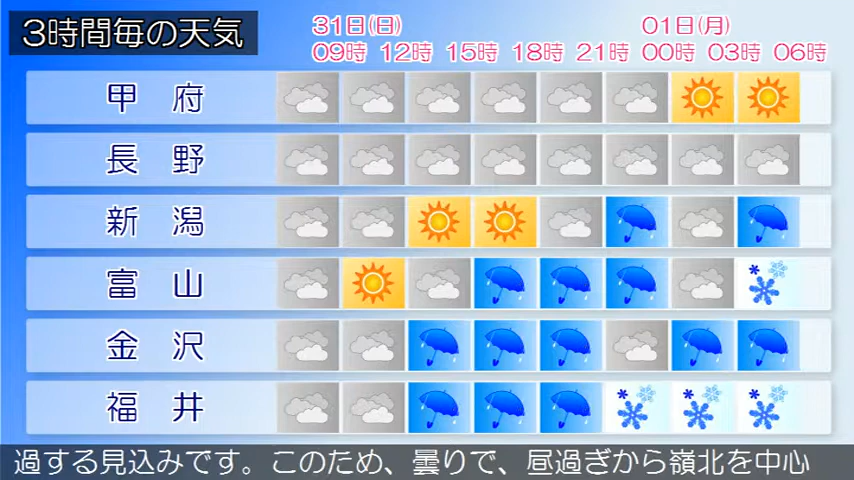 3時間毎の天気
31日(日) 01日(月)
09時 12時 15時 18時 21時 00時 03時 06時
甲府
長野
新潟
富山
金沢
福井
過する見込みです。このため、曇りで、昼過ぎから嶺北を中心